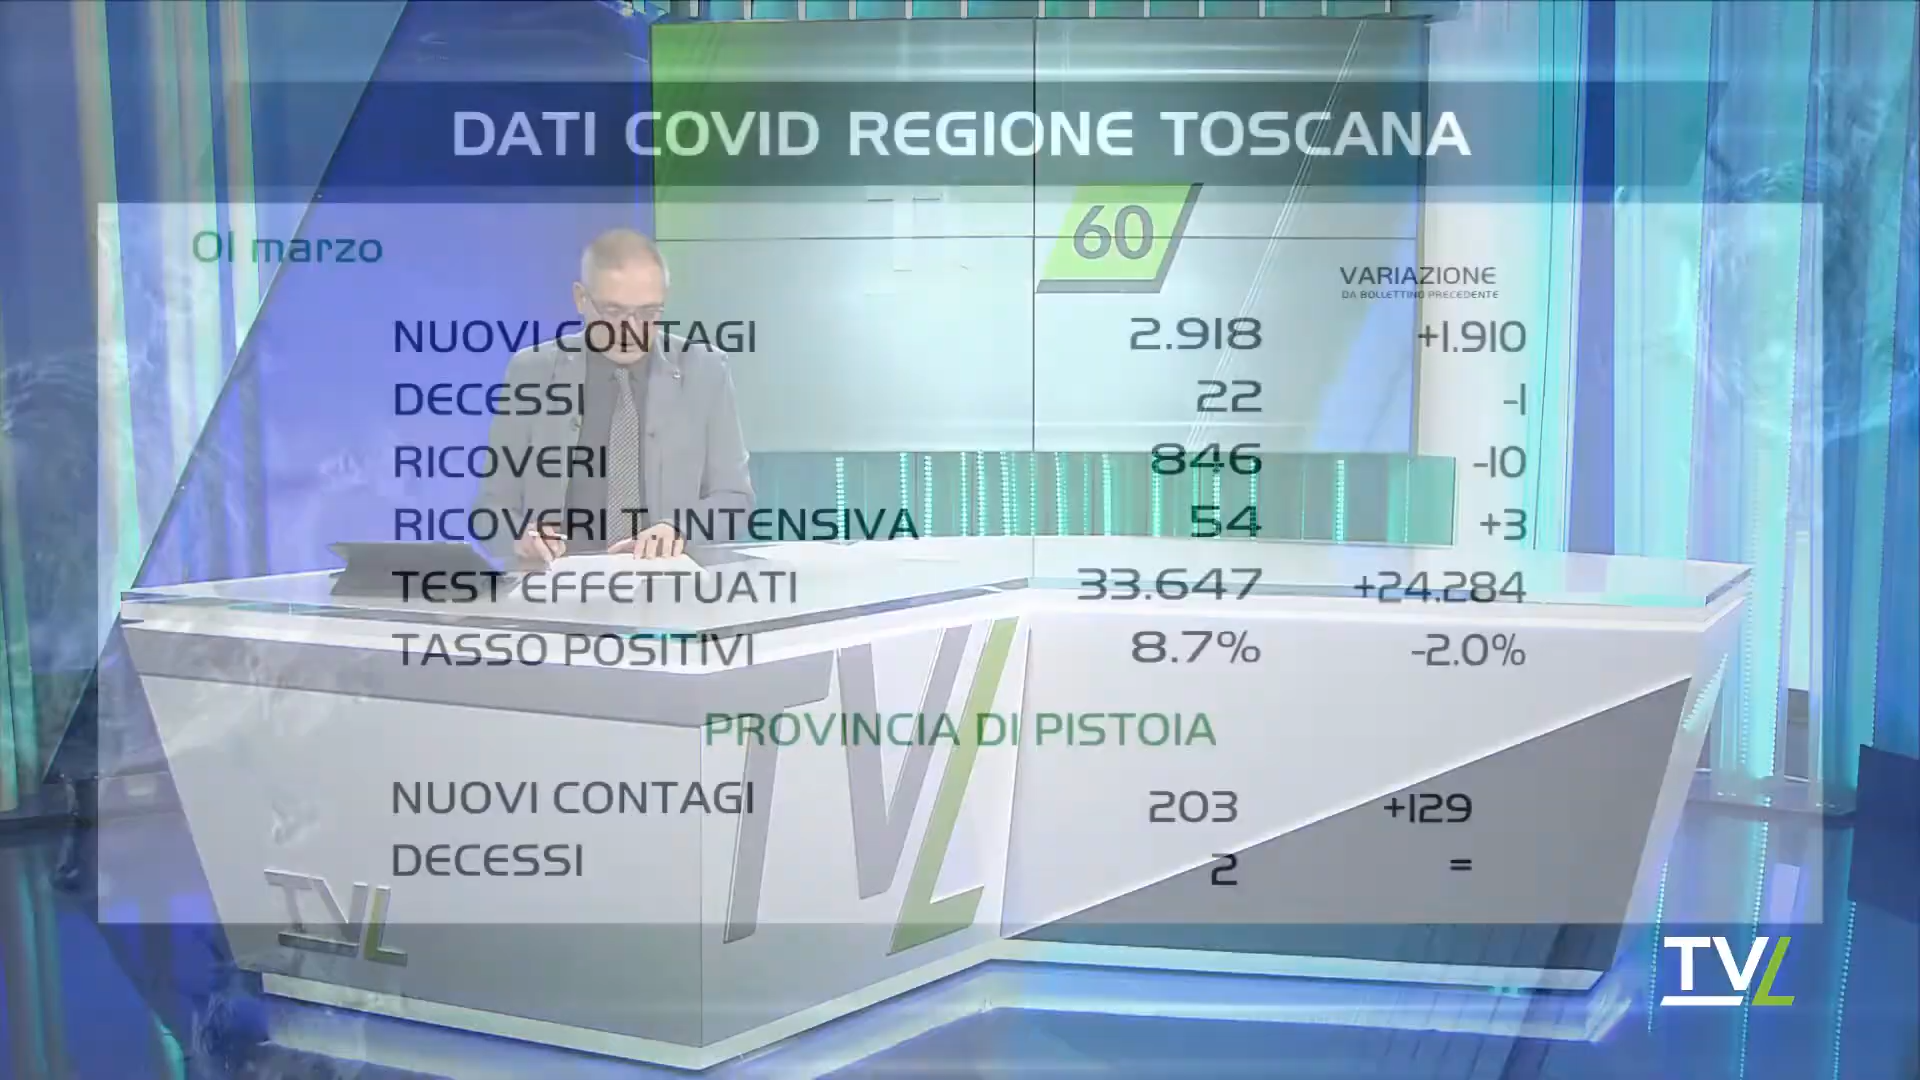 DATI COVID REGIONE TOSCANA
60
01 marzo
VARIAZIONE
DA BOLLETTINO PRECEDENTE
NUOVI CONTAGI 2.918 +1.910
DECESSI 22 -1
RICOVERI 846 -10
RICOVERI T. INTENSIVA 54 +3
TEST EFFETTUATI 33.647 +24.284
TASSO POSITIVI 8.7% -2.0%
TVL
PROVINCIA DI PISTOIA
NUOVI CONTAGI 203 +129
DECESSI 2 =
TVL
TVL